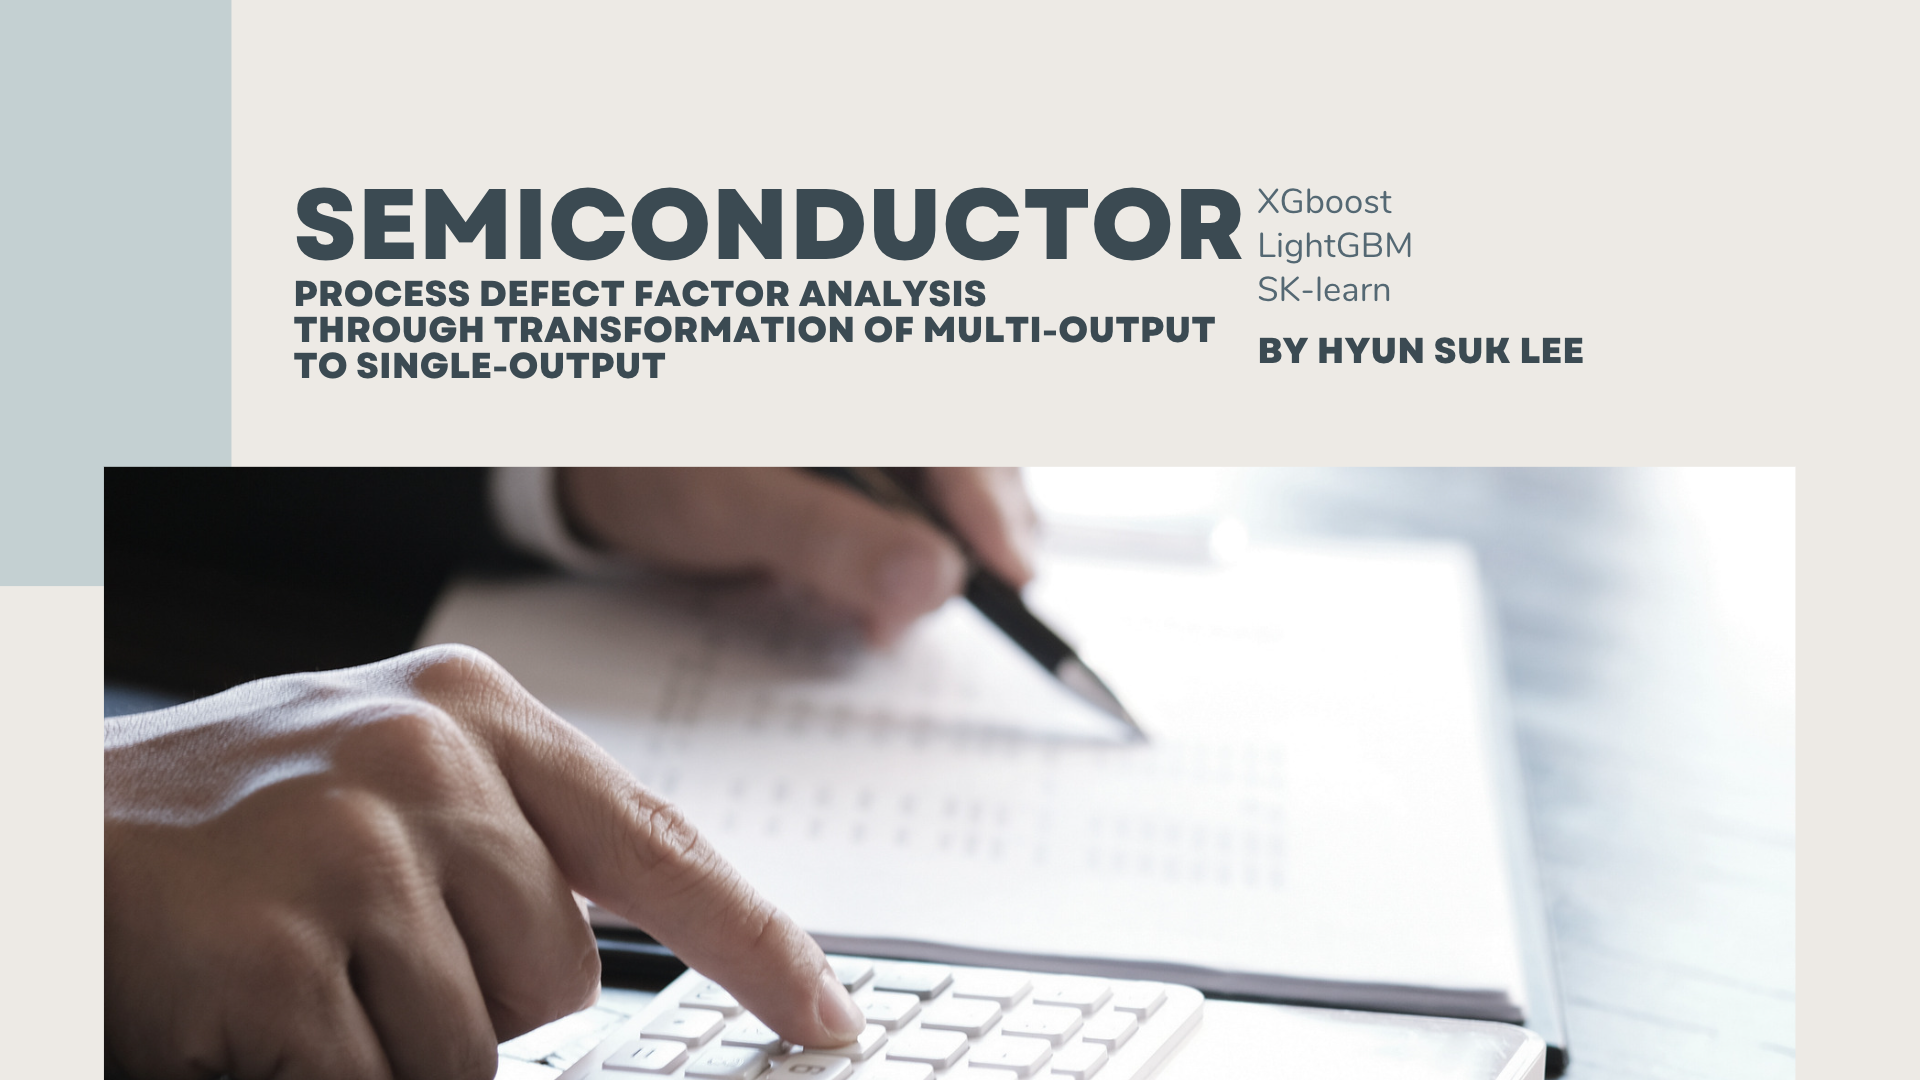 SEMICONDUCTOR
PROCESS DEFECT FACTOR ANALYSIS
THROUGH TRANSFORMATION OF MULTI-OUTPUT
TO SINGLE-OUTPUT
XGboost
LightGBM
SK-learn
BY HYUN SUK LEE